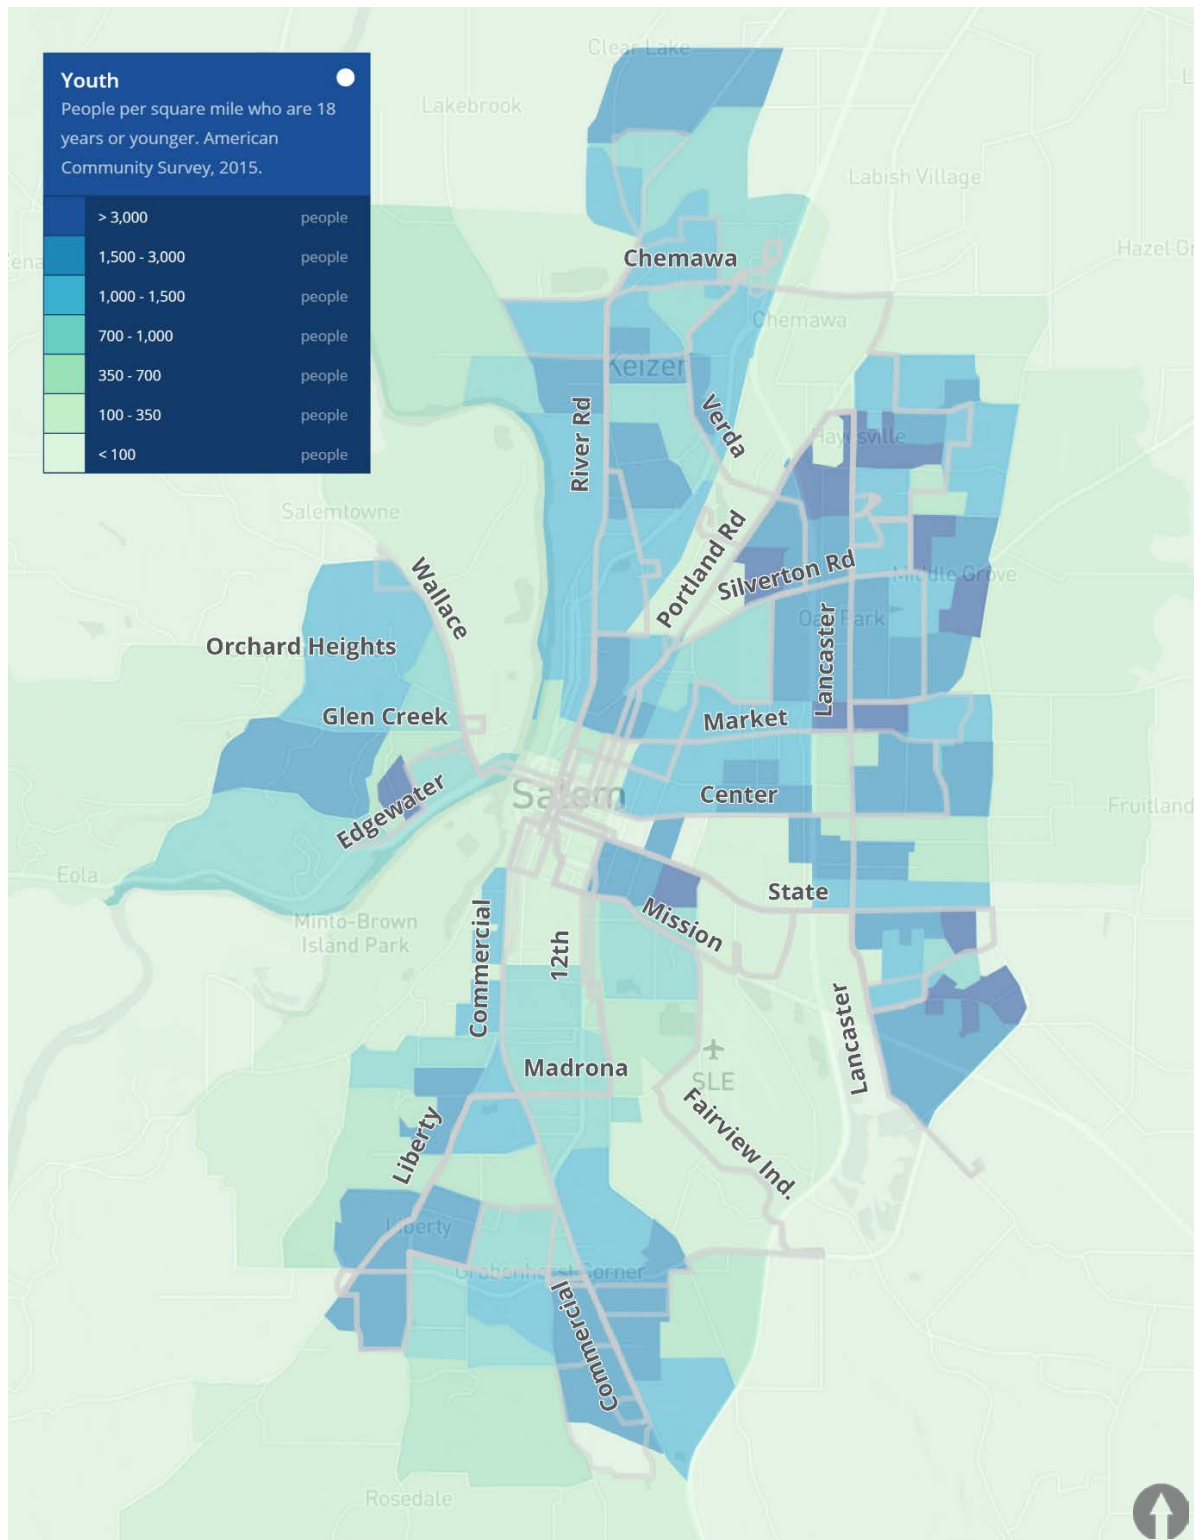 Clear Lake
Youth
People per square mile who are 18
years or younger. American
Community Survey, 2015.
> 3,000 people
1,500 - 3,000 people
1,000 - 1,500 people
700 - 1,000 people
350 - 700 people
100 - 350 people
< 100 people
Lakebrook
Labish Village
Chemawa
Chemawa
Keizer
River Rd
Verda
Hayesville
Salemtowne
Wallace
Portland Rd
Silverton Rd
Middle Grove
Orchard Heights
Lancaster
Glen Creek
Market
Salem
Center
Edgewater
Fruitland
Eola
State
Minto-Brown
Island Park
Commercial
12th
Mission
Lancaster
Madrona
SLE
Fairview Ind.
Liberty
Liberty
Commercial
Rosedale